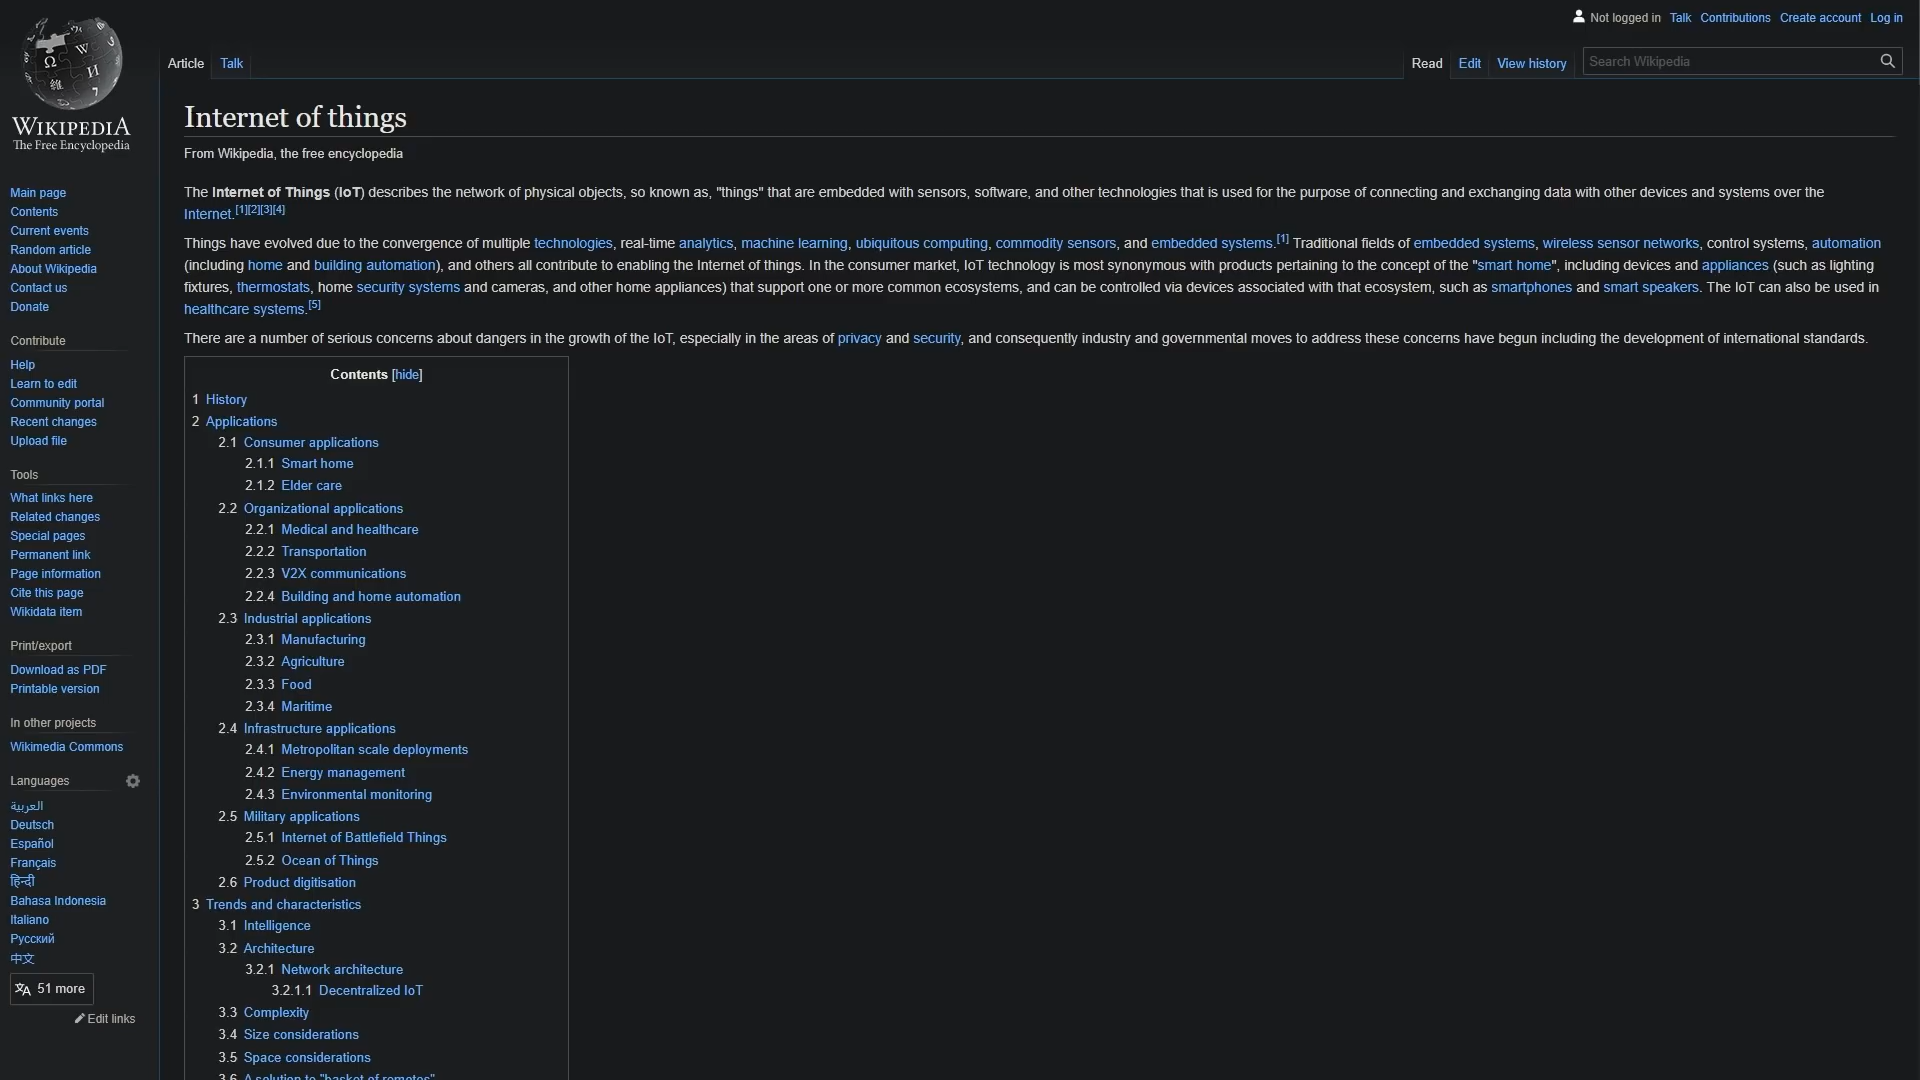 WIKIPEDIA
The Free Encyclopedia
Main page
Contents
Current events
Random article
About Wikipedia
Contact us
Donate
Contribute
Help
Learn to edit
Community portal
Recent changes
Upload file
Tools
What links here
Related changes
Special pages
Permanent link
Page information
Cite this page
Wikidata item
Print/export
Download as PDF
Printable version
In other projects
Wikimedia Commons
Languages
العربية
Deutsch
Español
Français
हिन्दी
Bahasa Indonesia
Italiano
Русский
中文
51 more
Edit links
Not logged in Talk Contributions Create account Log in
Article Talk Read Edit View history Search Wikipedia
Internet of things
From Wikipedia, the free encyclopedia
The Internet of Things (IoT) describes the network of physical objects, so known as, "things" that are embedded with sensors, software, and other technologies that is used for the purpose of connecting and exchanging data with other devices and systems over the
Internet.[1][2][3][4]
Things have evolved due to the convergence of multiple technologies, real-time analytics, machine learning, ubiquitous computing, commodity sensors, and embedded systems.[1] Traditional fields of embedded systems, wireless sensor networks, control systems, automation
(including home and building automation), and others all contribute to enabling the Internet of things. In the consumer market, IoT technology is most synonymous with products pertaining to the concept of the "smart home", including devices and appliances (such as lighting
fixtures, thermostats, home security systems and cameras, and other home appliances) that support one or more common ecosystems, and can be controlled via devices associated with that ecosystem, such as smartphones and smart speakers. The IoT can also be used in
healthcare systems.[5]
There are a number of serious concerns about dangers in the growth of the IoT, especially in the areas of privacy and security, and consequently industry and governmental moves to address these concerns have begun including the development of international standards.
Contents [hide]
1 History
2 Applications
2.1 Consumer applications
2.1.1 Smart home
2.1.2 Elder care
2.2 Organizational applications
2.2.1 Medical and healthcare
2.2.2 Transportation
2.2.3 V2X communications
2.2.4 Building and home automation
2.3 Industrial applications
2.3.1 Manufacturing
2.3.2 Agriculture
2.3.3 Food
2.3.4 Maritime
2.4 Infrastructure applications
2.4.1 Metropolitan scale deployments
2.4.2 Energy management
2.4.3 Environmental monitoring
2.5 Military applications
2.5.1 Internet of Battlefield Things
2.5.2 Ocean of Things
2.6 Product digitisation
3 Trends and characteristics
3.1 Intelligence
3.2 Architecture
3.2.1 Network architecture
3.2.1.1 Decentralized IoT
3.3 Complexity
3.4 Size considerations
3.5 Space considerations
3.6 A solution to "basket of remotes"